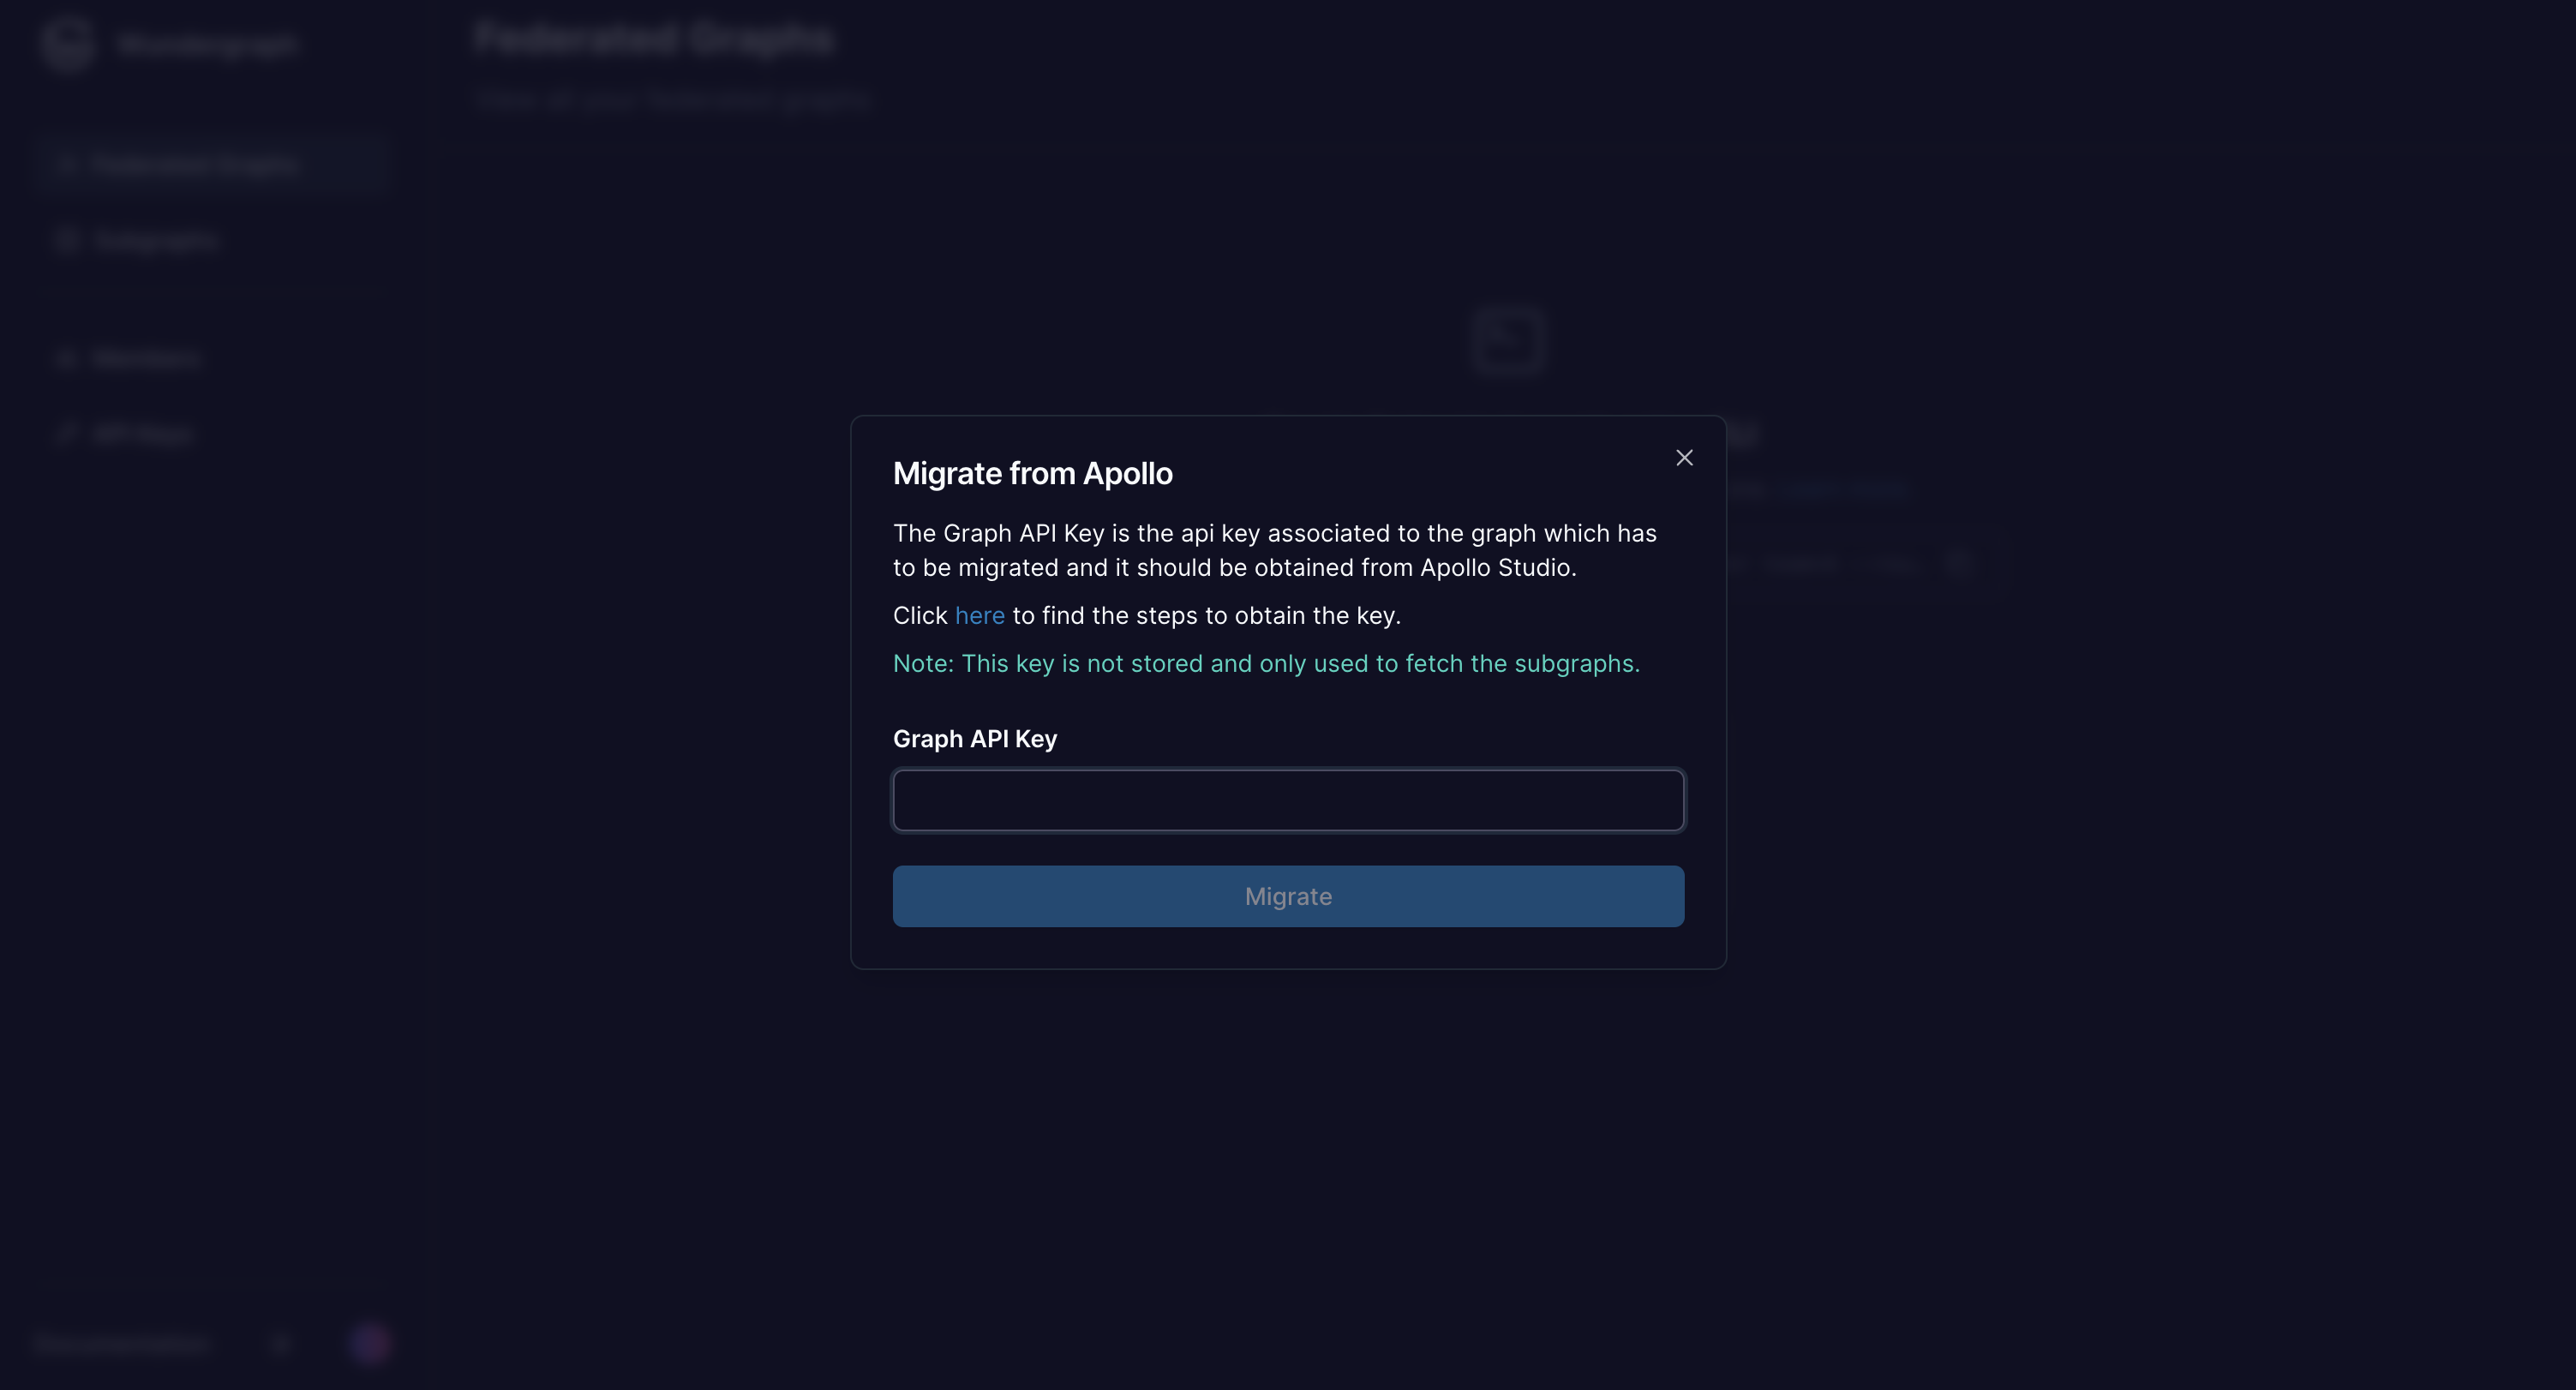 Wundergraph
Federated Graphs
View all your federated graphs
Federated Graphs
Subgraphs
Members
API Keys
Migrate from Apollo
The Graph API Key is the api key associated to the graph which has
to be migrated and it should be obtained from Apollo Studio.
Click here to find the steps to obtain the key.
Note: This key is not stored and only used to fetch the subgraphs.
Graph API Key
Migrate
Documentation